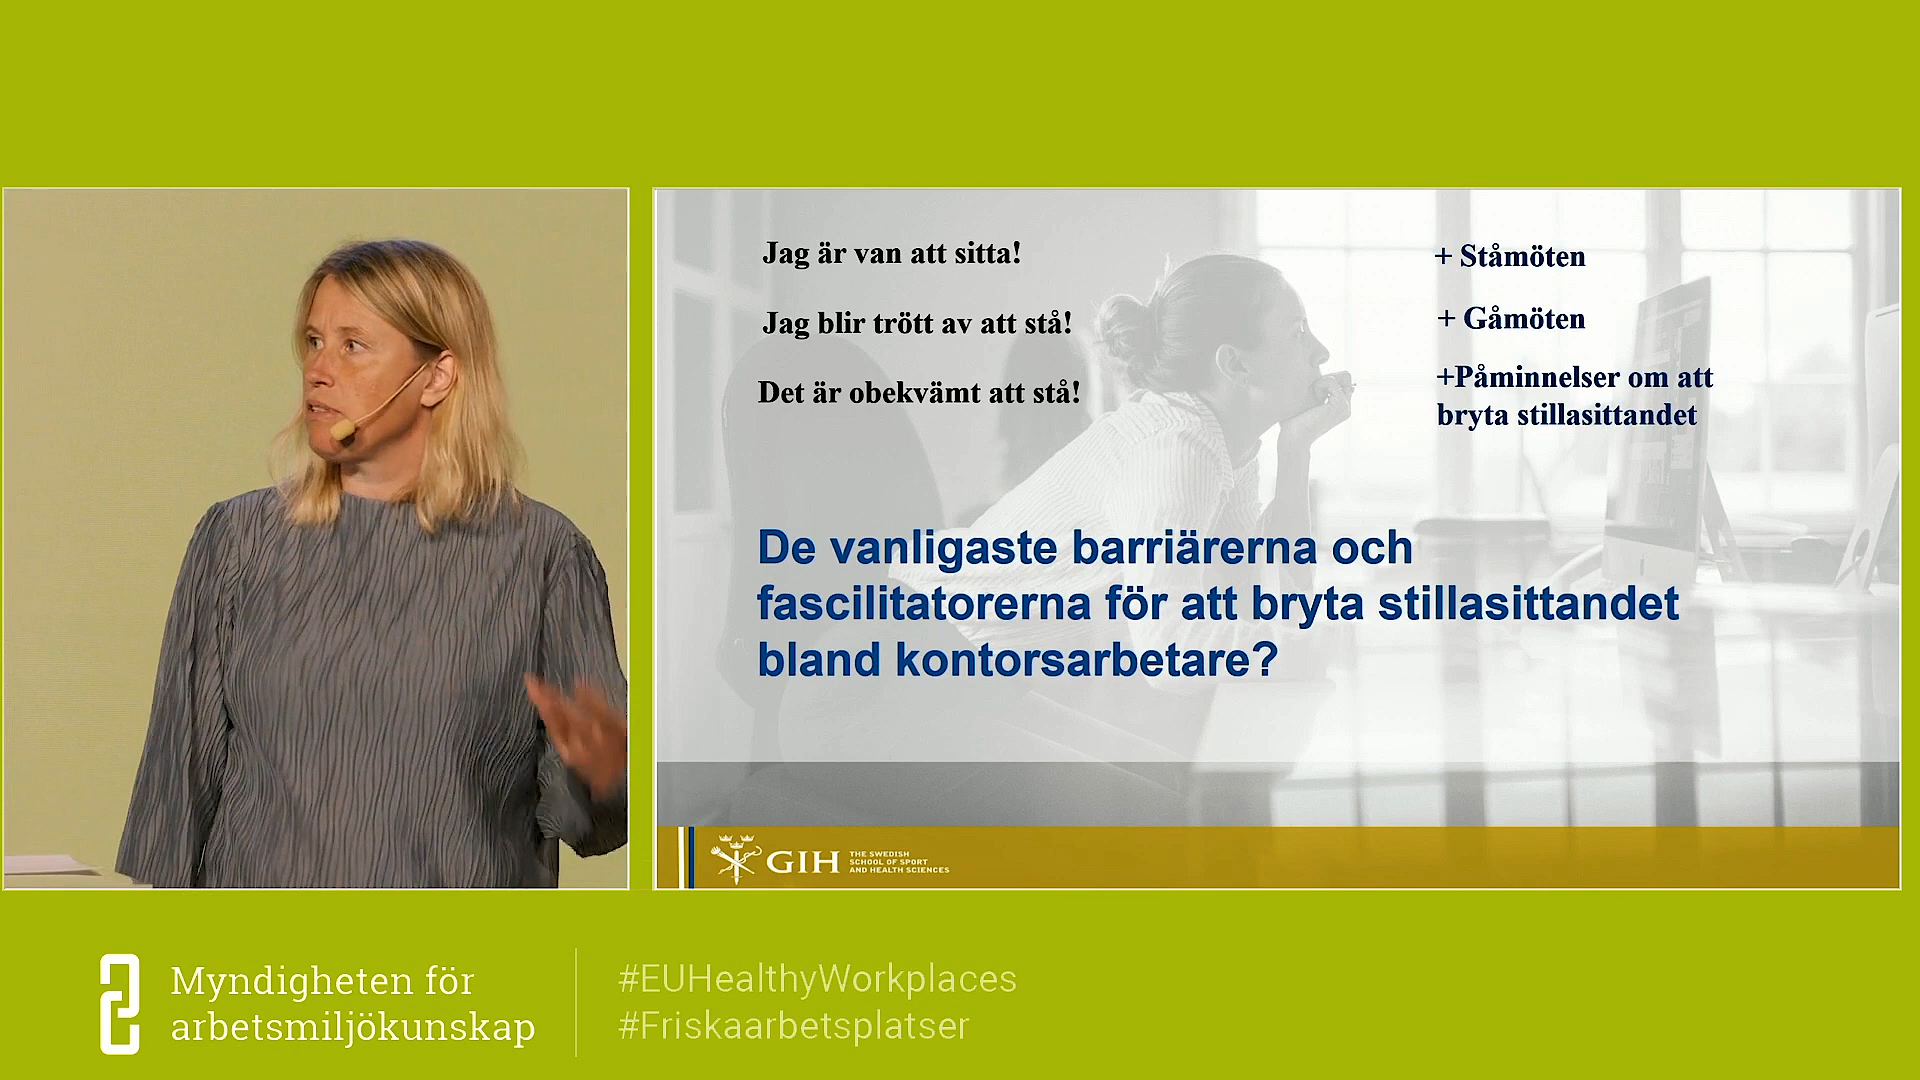 Jag är van att sitta!
Jag blir trött av att stå!
Det är obekvämt att stå!
+ Ståmöten
+ Gåmöten
+Påminnelser om att
bryta stillasittandet
De vanligaste barriärerna och
fascilitatorerna för att bryta stillasittandet
bland kontorsarbetare?
GIH
THE SWEDISH
SCHOOL OF SPORT
AND HEALTH SCIENCES
Myndigheten för
arbetsmiljökunskap
#EUHealthyWorkplaces
#Friskaarbetsplatser